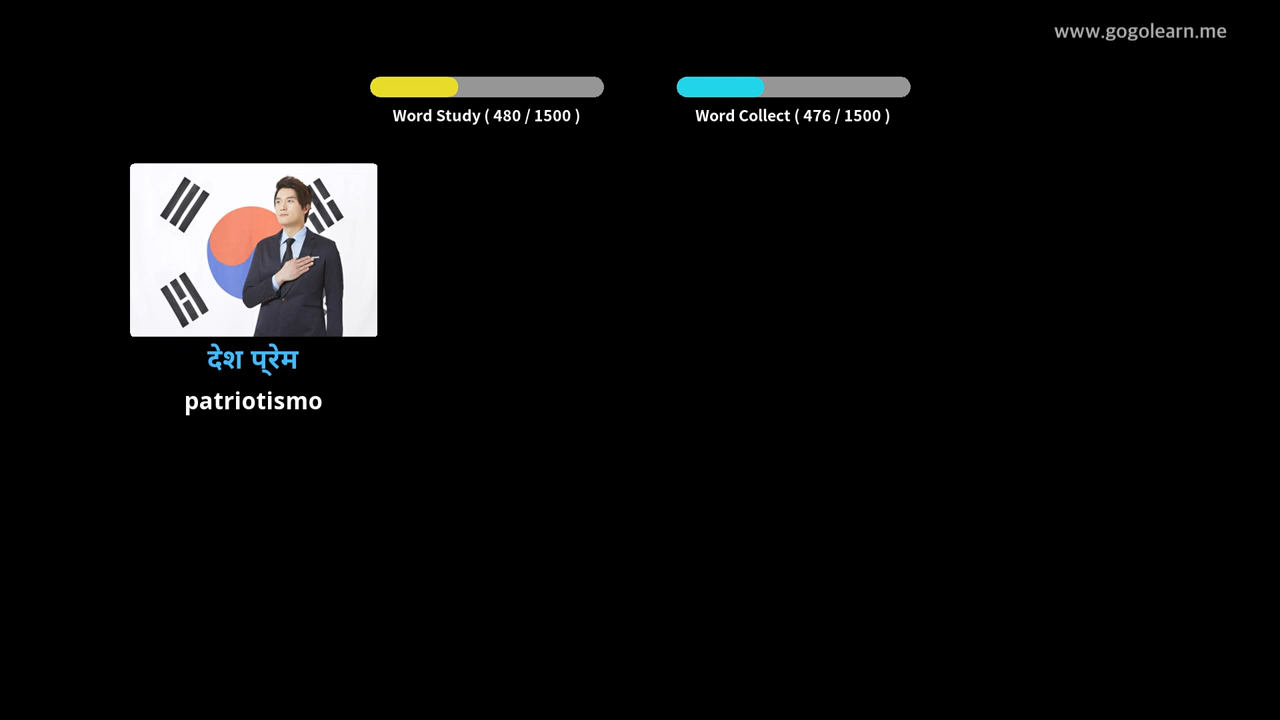 www.gogolearn.me
Word Study ( 480 / 1500 )
Word Collect ( 476 / 1500 )
देश प्रेम
patriotismo